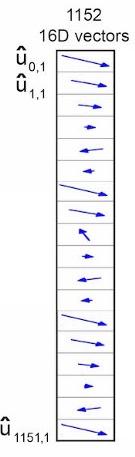 1152
16D vectors
û₀,₁
û₁,₁
û₁₁₅₁,₁